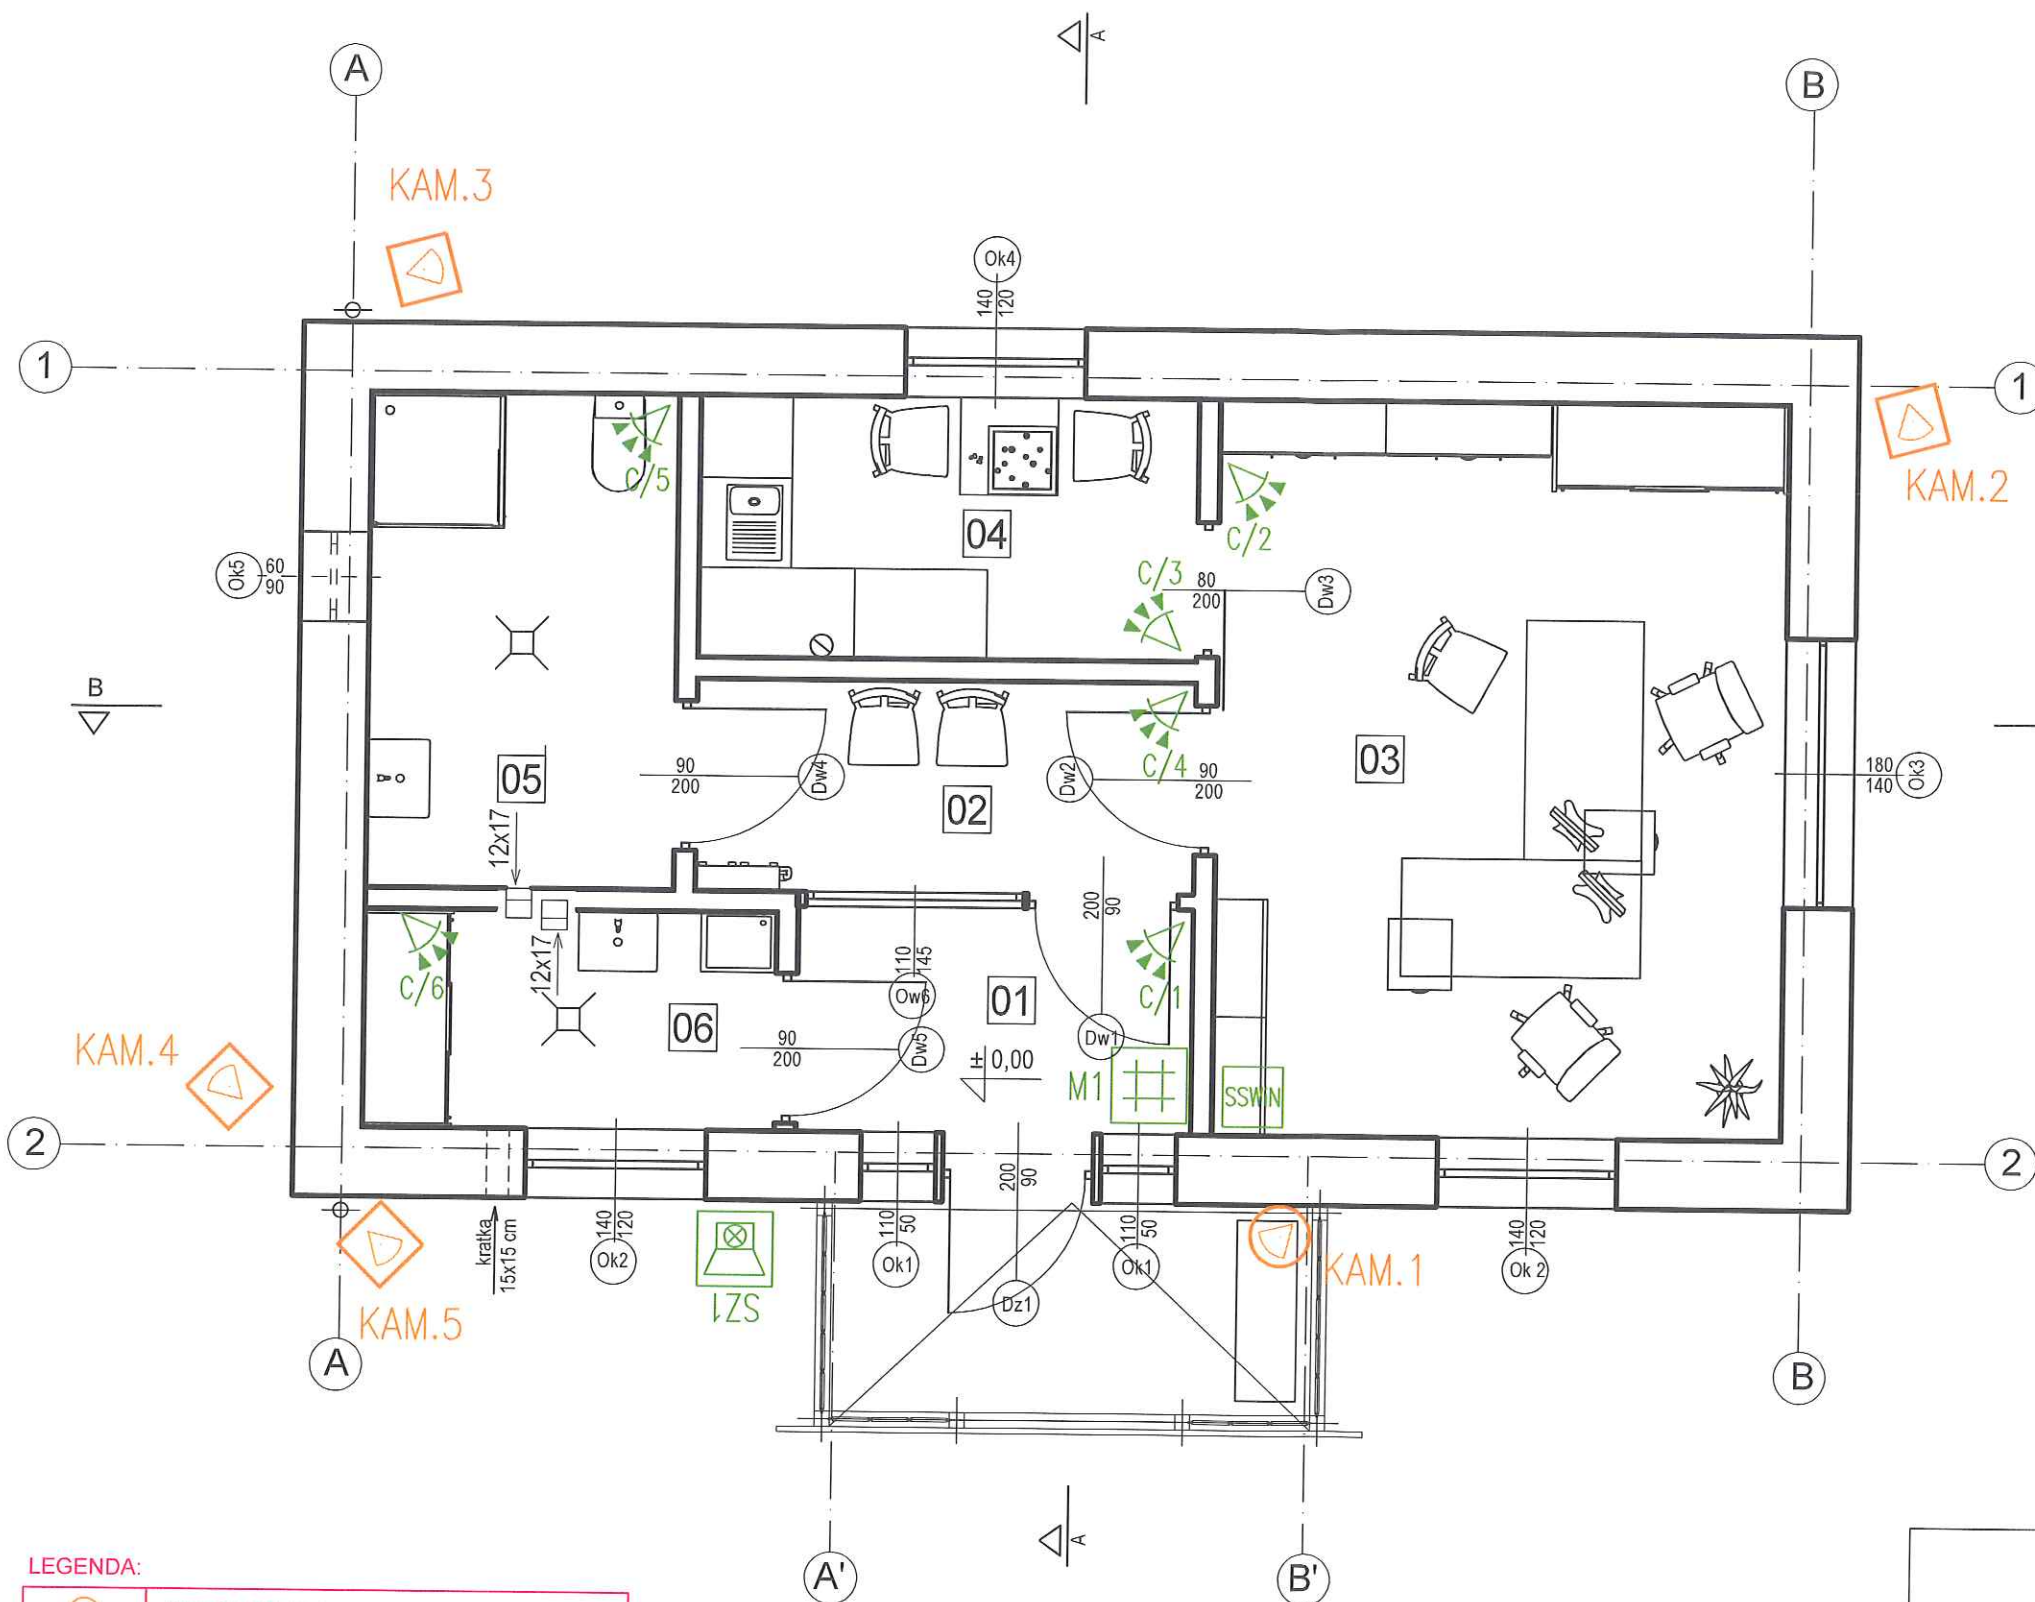 A
A
B
KAM.3
Ok4
140
120
1
1
KAM.2
C/5
C/2
04
C/3
80
200
Dw3
Ok5
60
90
B
C/4
03
05
90
200
Dw4
02
Dw2
90
200
180
140
Ok3
12x17
12x17
200
90
110
145
C/6
C/1
Ow6
01
06
90
200
Dw5
Dw1
± 0,00
M1
SSWiN
KAM.4
2
2
200
90
kratka
15x15 cm
140
120
Ok2
110
50
Ok1
110
50
Ok1
140
120
Ok 2
SZ1
Dz1
KAM.1
KAM.5
A
B
A
A'
B'
LEGENDA: